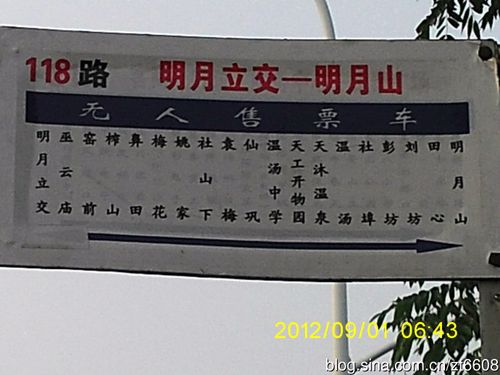 118路 明月立交—明月山
无人售票车
明月立交
巫云庙
窑前
榨山
鼻田
梅花
姚家
社山下
袁梅
仙巩
温汤中学
天工开物园
天沐温泉
温汤
社埠
彭坊
刘坊
田心
明月山
2012/09/01 06:43
blog.sina.com.cn/zt6608